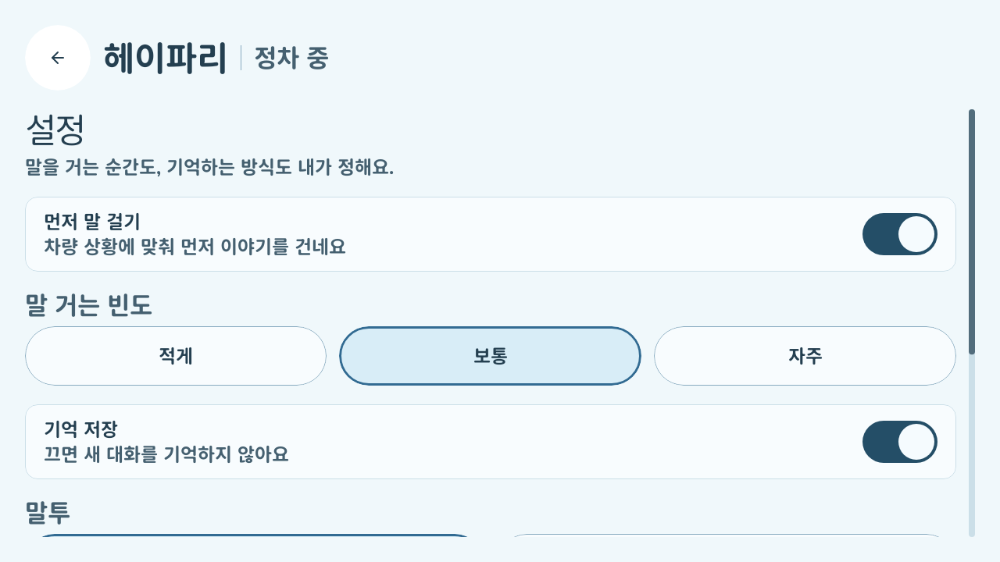 헤이파리 정차 중
설정
말을 거는 순간도, 기억하는 방식도 내가 정해요.
먼저 말 걸기
차량 상황에 맞춰 먼저 이야기를 건네요
말 거는 빈도
적게 보통 자주
기억 저장
끄면 새 대화를 기억하지 않아요
말투